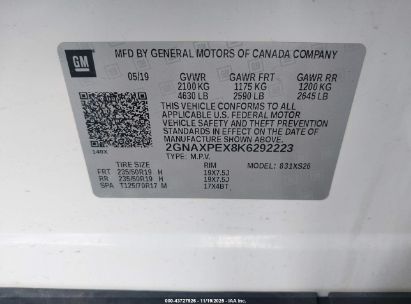 GM MFD BY GENERAL MOTORS OF CANADA COMPANY
05/19 GVWR GAWR FRT GAWR RR
2100 KG 1175 KG 1200 KG
4630 LB 2590 LB 2645 LB
THIS VEHICLE CONFORMS TO ALL
APPLICABLE U.S. FEDERAL MOTOR
VEHICLE SAFETY AND THEFT PREVENTION
STANDARDS IN EFFECT ON THE DATE OF
MANUFACTURE SHOWN ABOVE.
2GNAXPEX8K6292223
TYPE: M.P.V. MODEL: 831XS26
TIRE SIZE RIM
FRT 235/50R19 H 19X7.5J
RR 235/50R19 H 19X7.5J
SPA T125/70R17 M 17X4BT